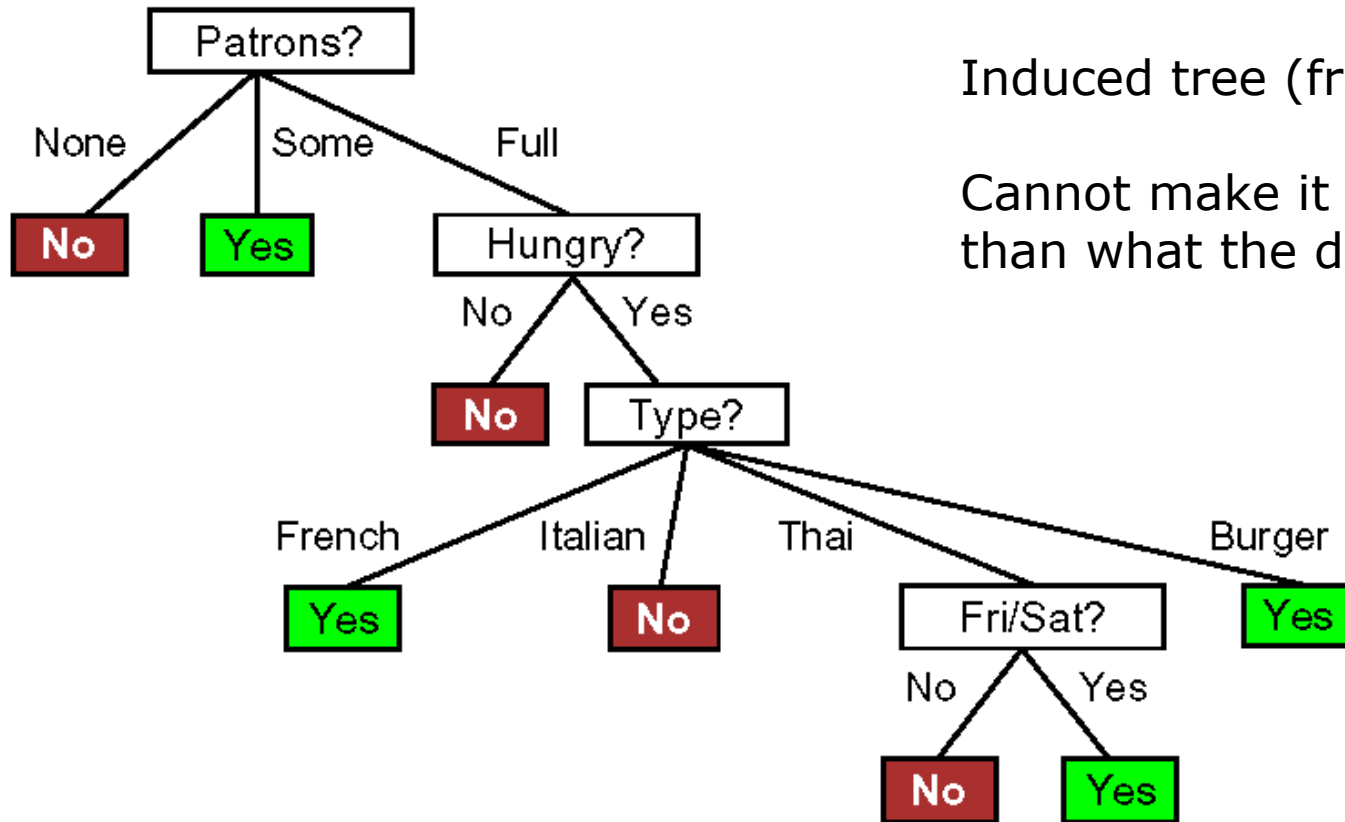 Patrons?
Induced tree (fr
None Some Full
Cannot make it
than what the d
No Yes Hungry?
No Yes
No Type?
French Italian Thai Burger
Yes No Fri/Sat? Yes
No Yes
No Yes